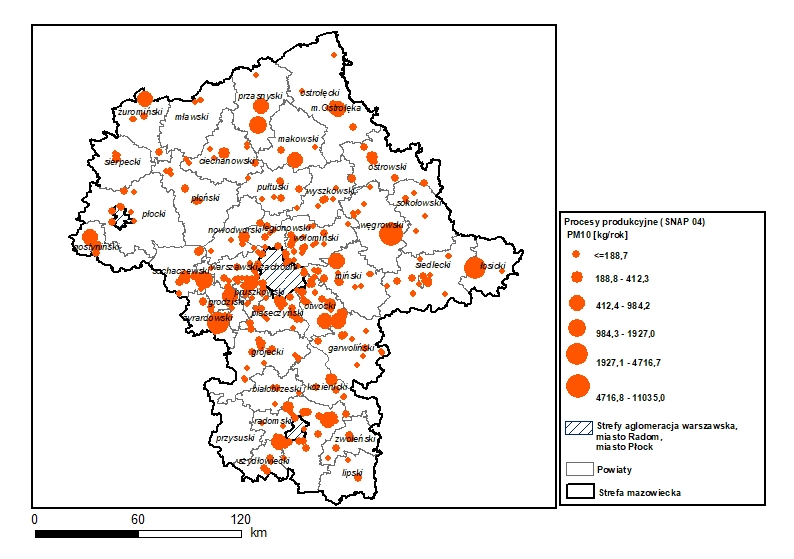 ostrołęcki
przasnyski
m.Ostrołęka
żuromiński
mławski
makowski
sierpecki
ciechanowski
ostrowski
pułtuski
wyszkowski
płoński
sokołowski
płocki
węgrowski
nowodworski
legionowski
wołomiński
gostyniński
siedlecki
łosicki
sochaczewski
warszawski zachodni
miński
pruszkowski
grodziski
otwocki
piaseczyński
żyrardowski
garwoliński
grójecki
białobrzeski
kozienicki
radomski
przysuski
zwoleński
szydłowiecki
lipski
0
60
120
km
Procesy produkcyjne ( SNAP 04)
PM10 [kg/rok]
<=188,7
188,8 - 412,3
412,4 - 984,2
984,3 - 1927,0
1927,1 - 4716,7
4716,8 - 11035,0
Strefy aglomeracja warszawska,
miasto Radom,
miasto Płock
Powiaty
Strefa mazowiecka